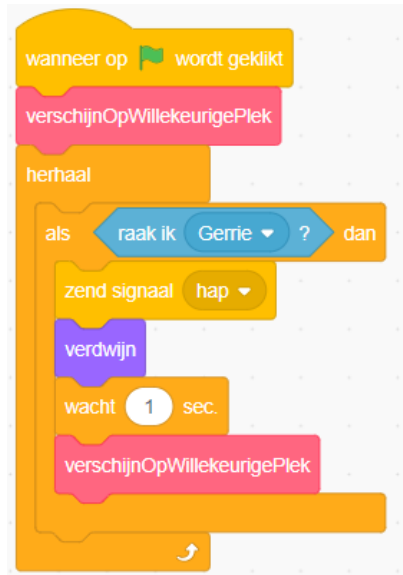 wanneer op wordt geklikt
verschijnOpWillekeurigePlek
herhaal
als raak ik Gerrie ? dan
zend signaal hap
verdwijn
wacht 1 sec.
verschijnOpWillekeurigePlek